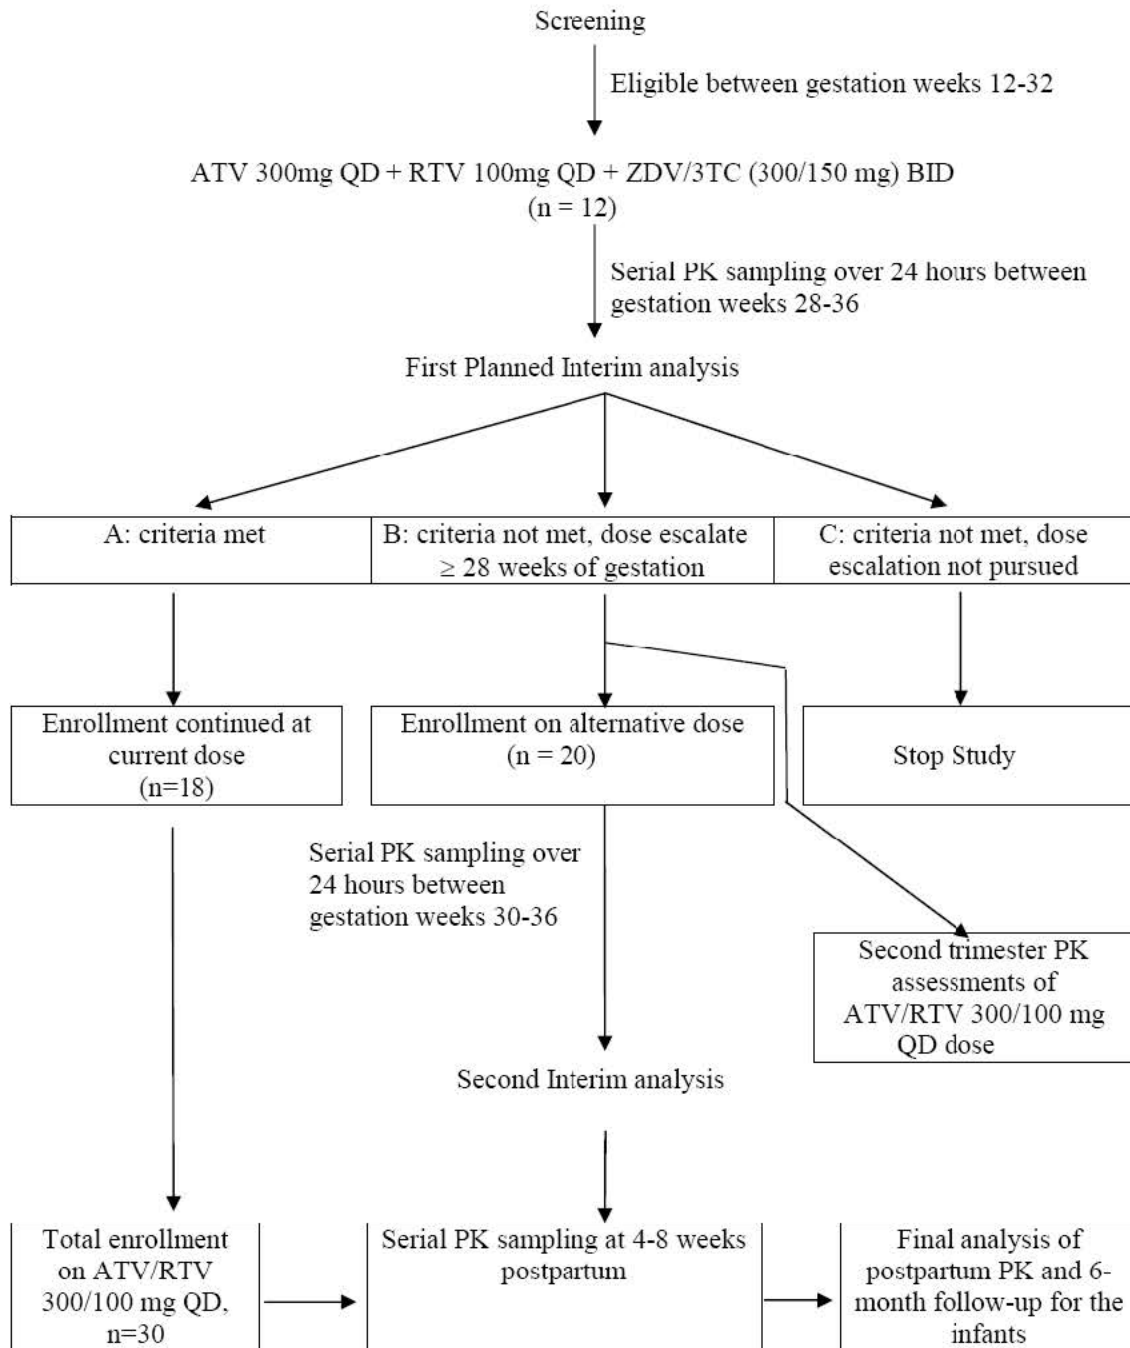 Screening
Eligible between gestation weeks 12-32
ATV 300mg QD + RTV 100mg QD + ZDV/3TC (300/150 mg) BID
(n = 12)
Serial PK sampling over 24 hours between
gestation weeks 28-36
First Planned Interim analysis
A: criteria met
B: criteria not met, dose escalate
≥ 28 weeks of gestation
C: criteria not met, dose
escalation not pursued
Enrollment continued at
current dose
(n=18)
Enrollment on alternative dose
(n = 20)
Stop Study
Serial PK sampling over
24 hours between
gestation weeks 30-36
Second trimester PK
assessments of
ATV/RTV 300/100 mg
QD dose
Second Interim analysis
Total enrollment
on ATV/RTV
300/100 mg QD,
n=30
Serial PK sampling at 4-8 weeks
postpartum
Final analysis of
postpartum PK and 6-
month follow-up for the
infants